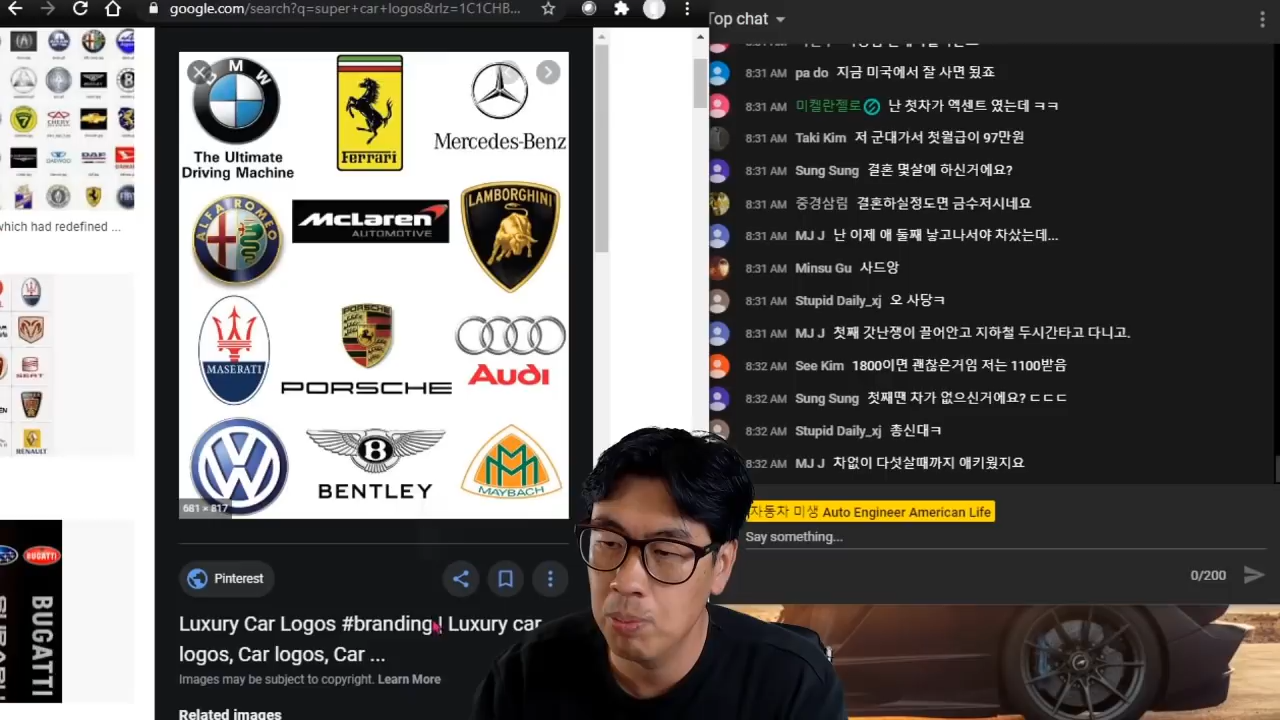 google.com/search?q=super+car+logos&rlz=1C1CHB...
which had redefined ...
SEAT
RENAULT
BUGATTI
BUGATTI
SUBARU
BMW
The Ultimate
Driving Machine
Ferrari
Mercedes-Benz
ALFA ROMEO
McLaren
AUTOMOTIVE
LAMBORGHINI
MASERATI
PORSCHE
PORSCHE
Audi
B
BENTLEY
MAYBACH
681 × 817
Pinterest
Luxury Car Logos #branding | Luxury car
logos, Car logos, Car ...
Images may be subject to copyright. Learn More
Related images
Top chat
8:31 AM pa do 지금 미국에서 잘 사면 됬죠
8:31 AM 미켈란젤로 난 첫차가 엑센트 였는데 ㅋㅋ
8:31 AM Taki Kim 저 군대가서 첫월급이 97만원
8:31 AM Sung Sung 결혼 몇살에 하신거에요?
8:31 AM 중경삼림 결혼하실정도면 금수저시네요
8:31 AM MJ J 난 이제 애 둘째 낳고나서야 차샀는데...
8:31 AM Minsu Gu 사드앙
8:31 AM Stupid Daily_xj 오 사당ㅋ
8:31 AM MJ J 첫째 갓난쟁이 끌어안고 지하철 두시간타고 다니고.
8:32 AM See Kim 1800이면 괜찮은거임 저는 1100받음
8:32 AM Sung Sung 첫째땐 차가 없으신거에요? ㄷㄷㄷ
8:32 AM Stupid Daily_xj 총신대ㅋ
8:32 AM MJ J 차없이 다섯살때까지 애키웠지요
자동차 미생 Auto Engineer American Life
Say something...
0/200